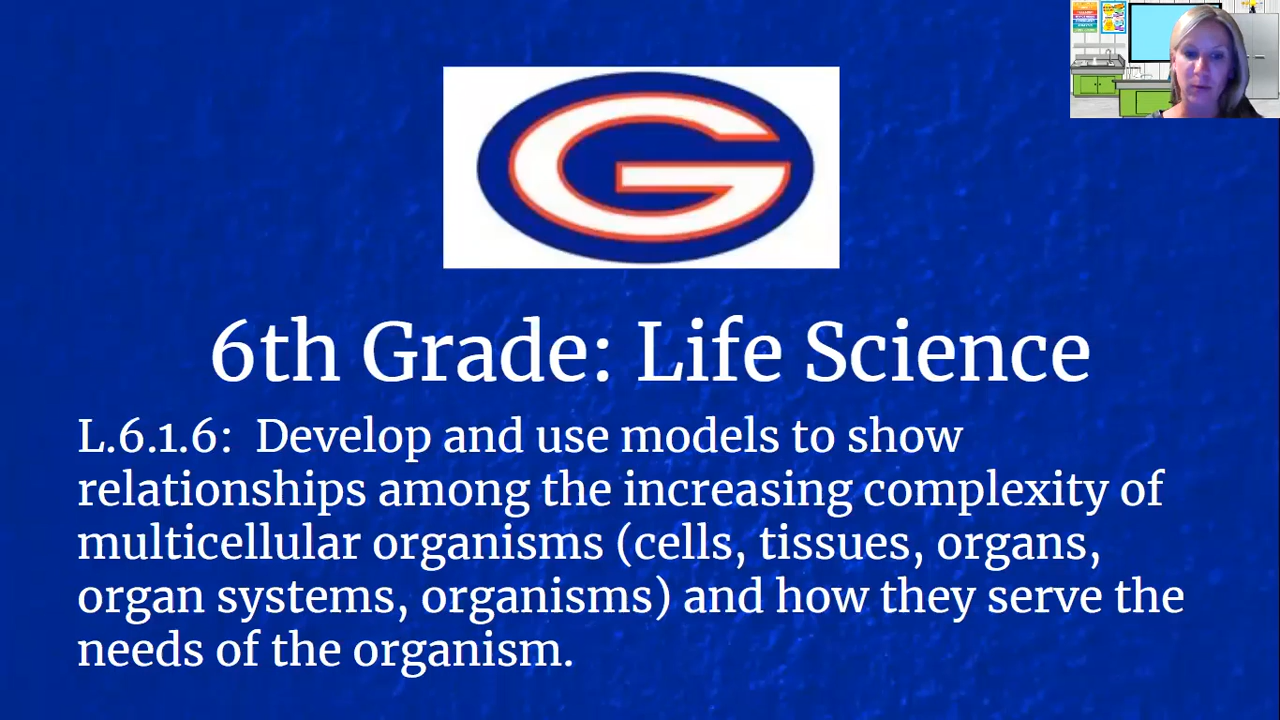 G
6th Grade: Life Science
L.6.1.6:  Develop and use models to show
relationships among the increasing complexity of
multicellular organisms (cells, tissues, organs,
organ systems, organisms) and how they serve the
needs of the organism.